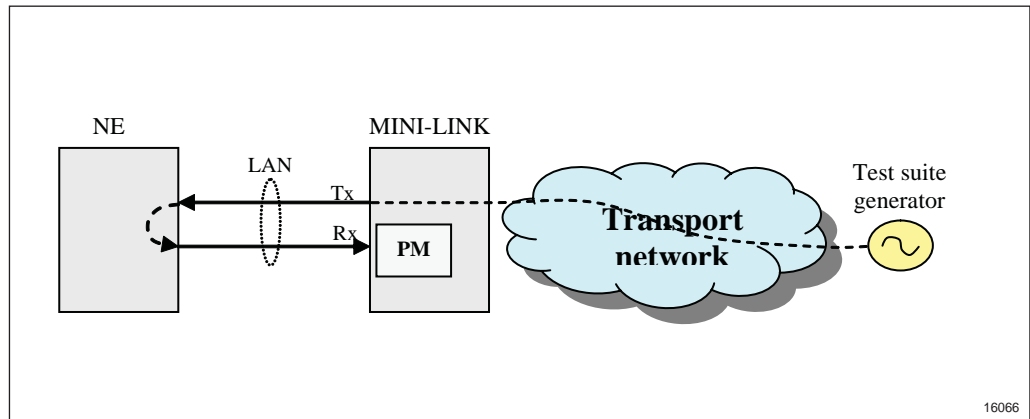 NE
MINI-LINK
LAN
Tx
Rx
PM
Transport
network
Test suite
generator
16066